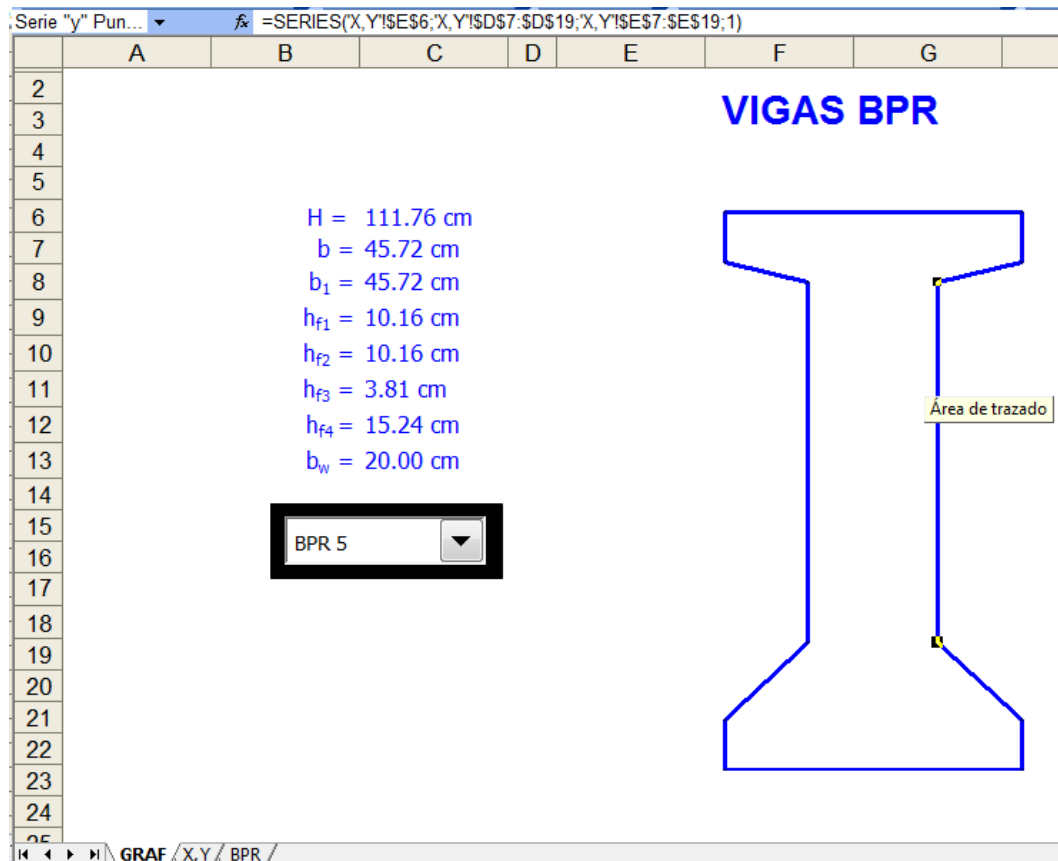 Serie "y" Pun...
fx =SERIES('X,Y'!$E$6;'X,Y'!$D$7:$D$19;'X,Y'!$E$7:$E$19;1)
A B C D E F G
2
3
4
5
6
7
8
9
10
11
12
13
14
15
16
17
18
19
20
21
22
23
24
25
VIGAS BPR
H = 111.76 cm
b = 45.72 cm
b1 = 45.72 cm
hf1 = 10.16 cm
hf2 = 10.16 cm
hf3 = 3.81 cm
hf4 = 15.24 cm
bw = 20.00 cm
Área de trazado
BPR 5
GRAF X,Y BPR